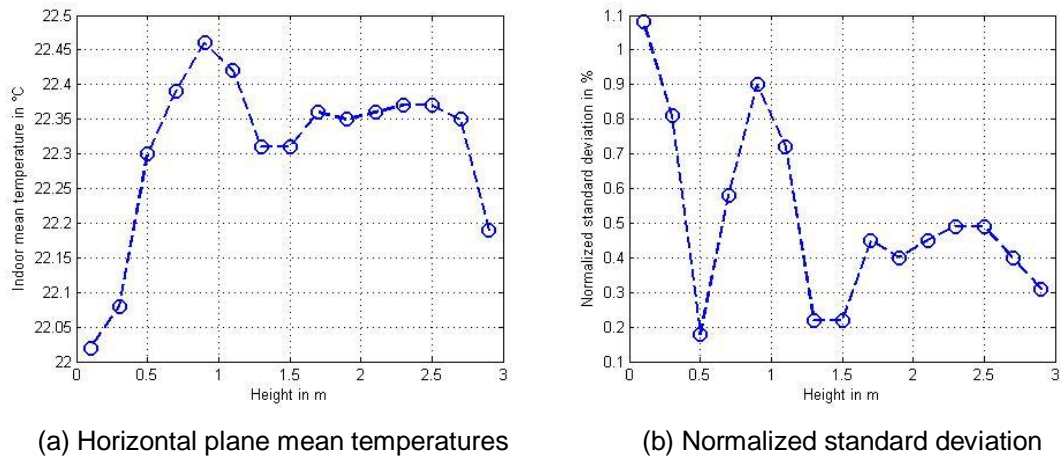 22.5
22.45
22.4
22.35
22.3
22.25
22.2
22.15
22.1
22.05
22
Indoor mean temperature in °C
0 0.5 1 1.5 2 2.5 3
Height in m
(a) Horizontal plane mean temperatures
1.1
1
0.9
0.8
0.7
0.6
0.5
0.4
0.3
0.2
0.1
Normalized standard deviation in %
0 0.5 1 1.5 2 2.5 3
Height in m
(b) Normalized standard deviation